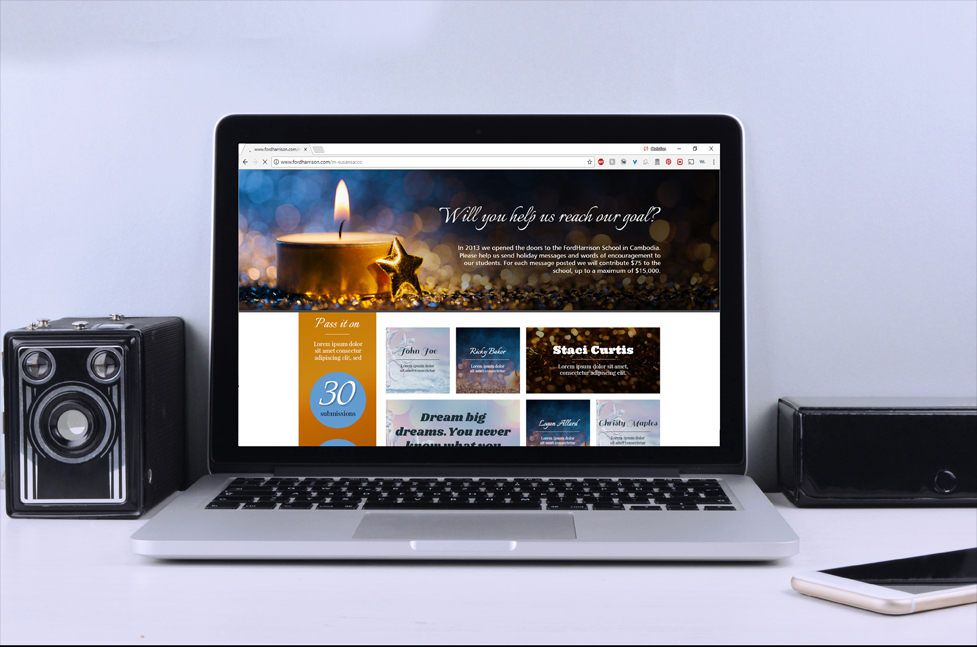 www.fordharrison.com/
www.fordharrison.com/m-susansacco
Will you help us reach our goal?
In 2013 we opened the doors to the FordHarrison School in Cambodia.
Please help us send holiday messages and words of encouragement to
our students. For each message posted we will contribute $75 to the
school, up to a maximum of $15,000.
Pass it on
Lorem ipsum dolor
sit amet consectur
adipiscing elit, sed
30
submissions
John Joe
Lorem ipsum dolor
sit amet consectetur
Ricky Baker
Lorem ipsum dolor
sit amet consectetur
Staci Curtis
Lorem ipsum dolor sit amet,
consectetur adipiscing elit.
Dream big
dreams. You never
know what you
Logan Allard
Lorem ipsum dolor
sit amet consectetur
Christy Maples
Lorem ipsum dolor
sit amet consectetur